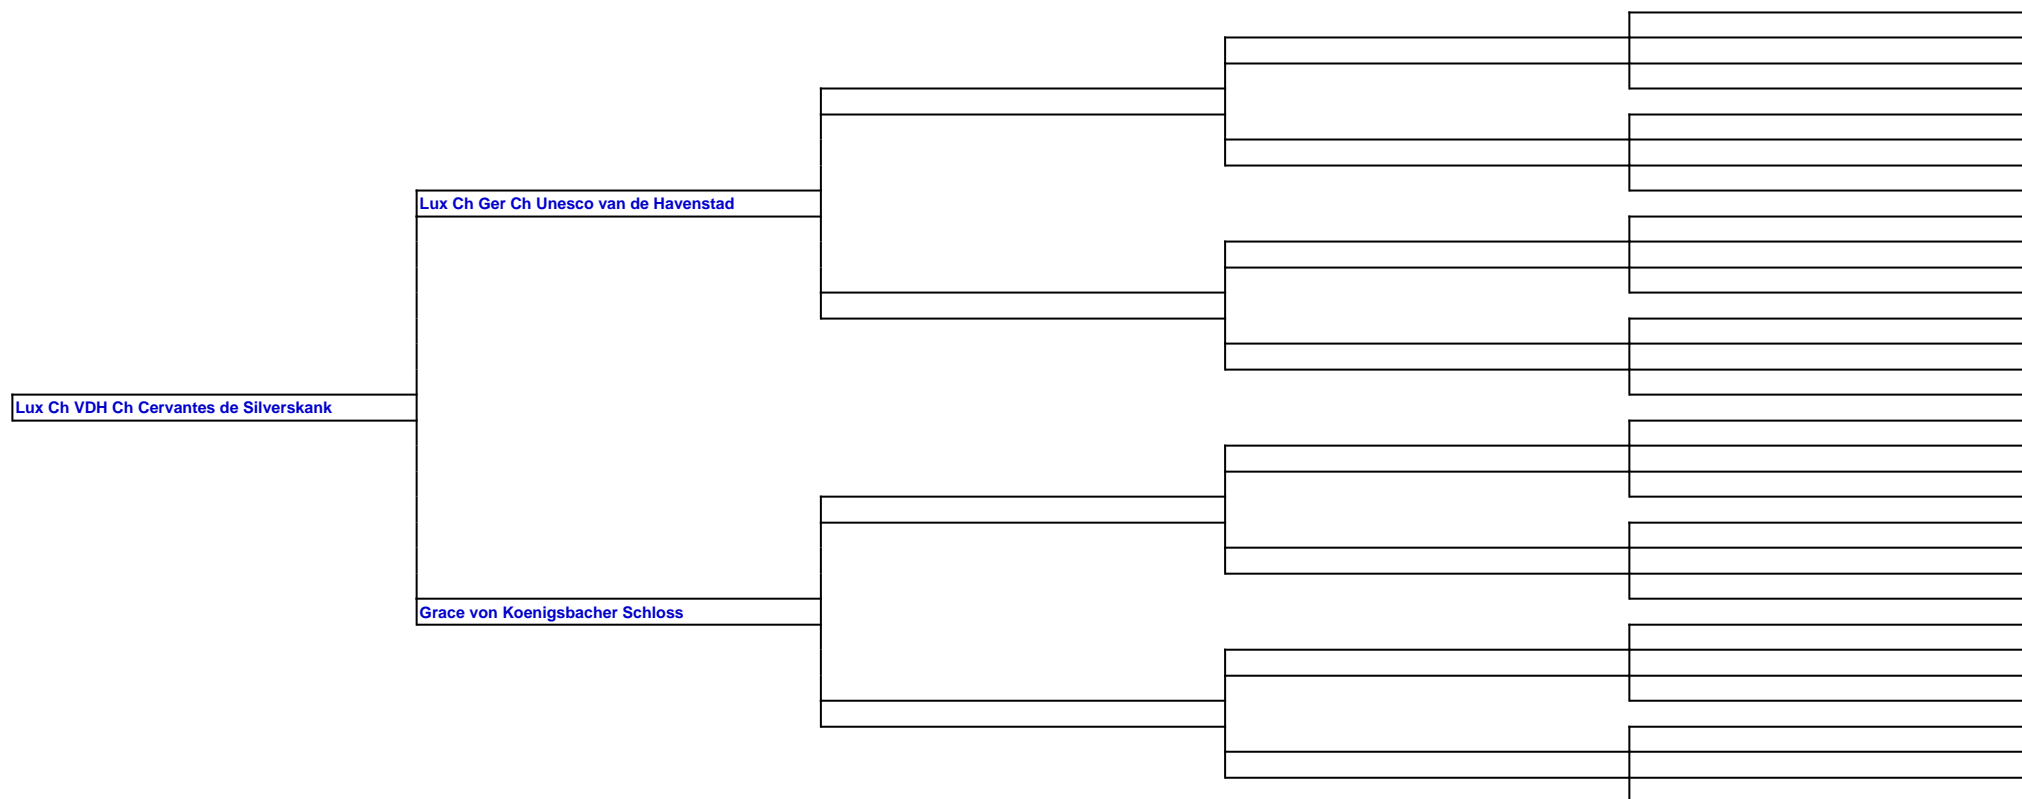 Lux Ch Ger Ch Unesco van de Havenstad
Lux Ch VDH Ch Cervantes de Silverskank
Grace von Koenigsbacher Schloss